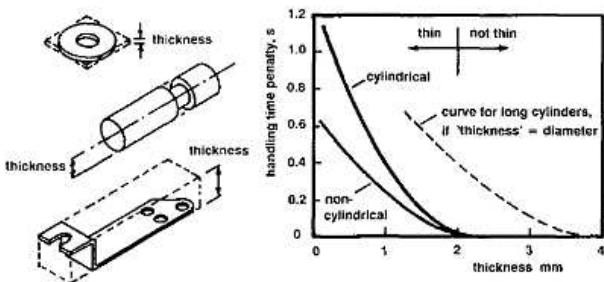 thickness
thickness
thickness
handling time penalty, s
1.2
1.0
0.8
0.6
0.4
0.2
0
thin
not thin
cylindrical
curve for long cylinders,
if 'thickness' = diameter
non-
cylindrical
0
1
2
3
4
thickness mm